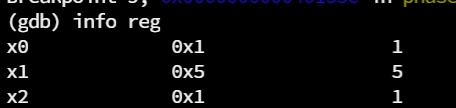 (gdb) info reg
x0 0x1 1
x1 0x5 5
x2 0x1 1